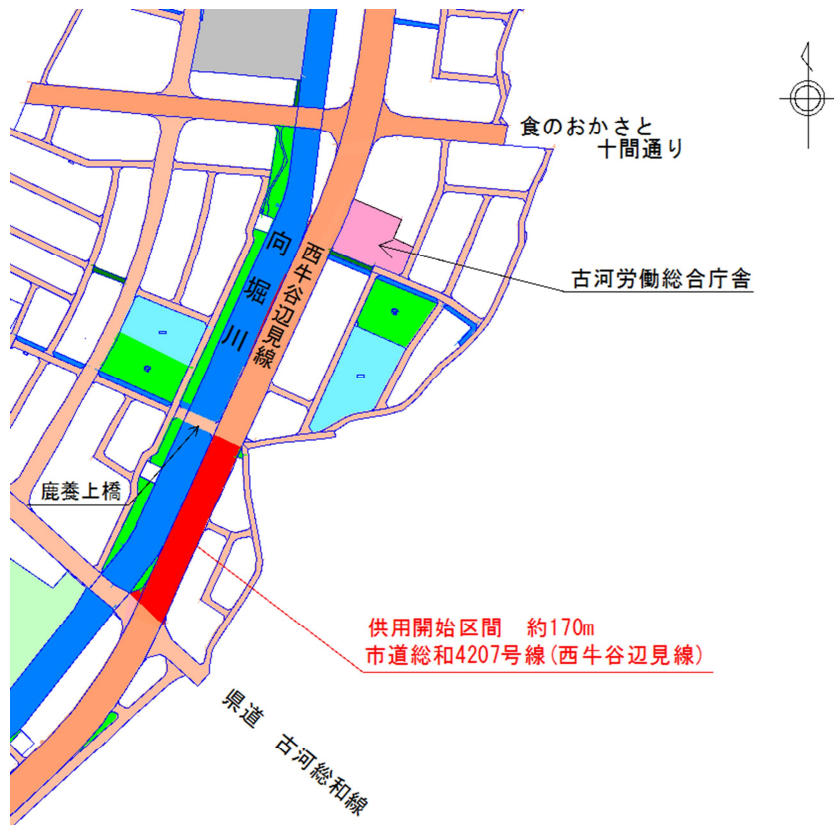 食のおかさと
十間通り
向堀川
西牛谷辺見線
古河労働総合庁舎
鹿養上橋
供用開始区間　約170m
市道総和4207号線(西牛谷辺見線)
県道　古河総和線